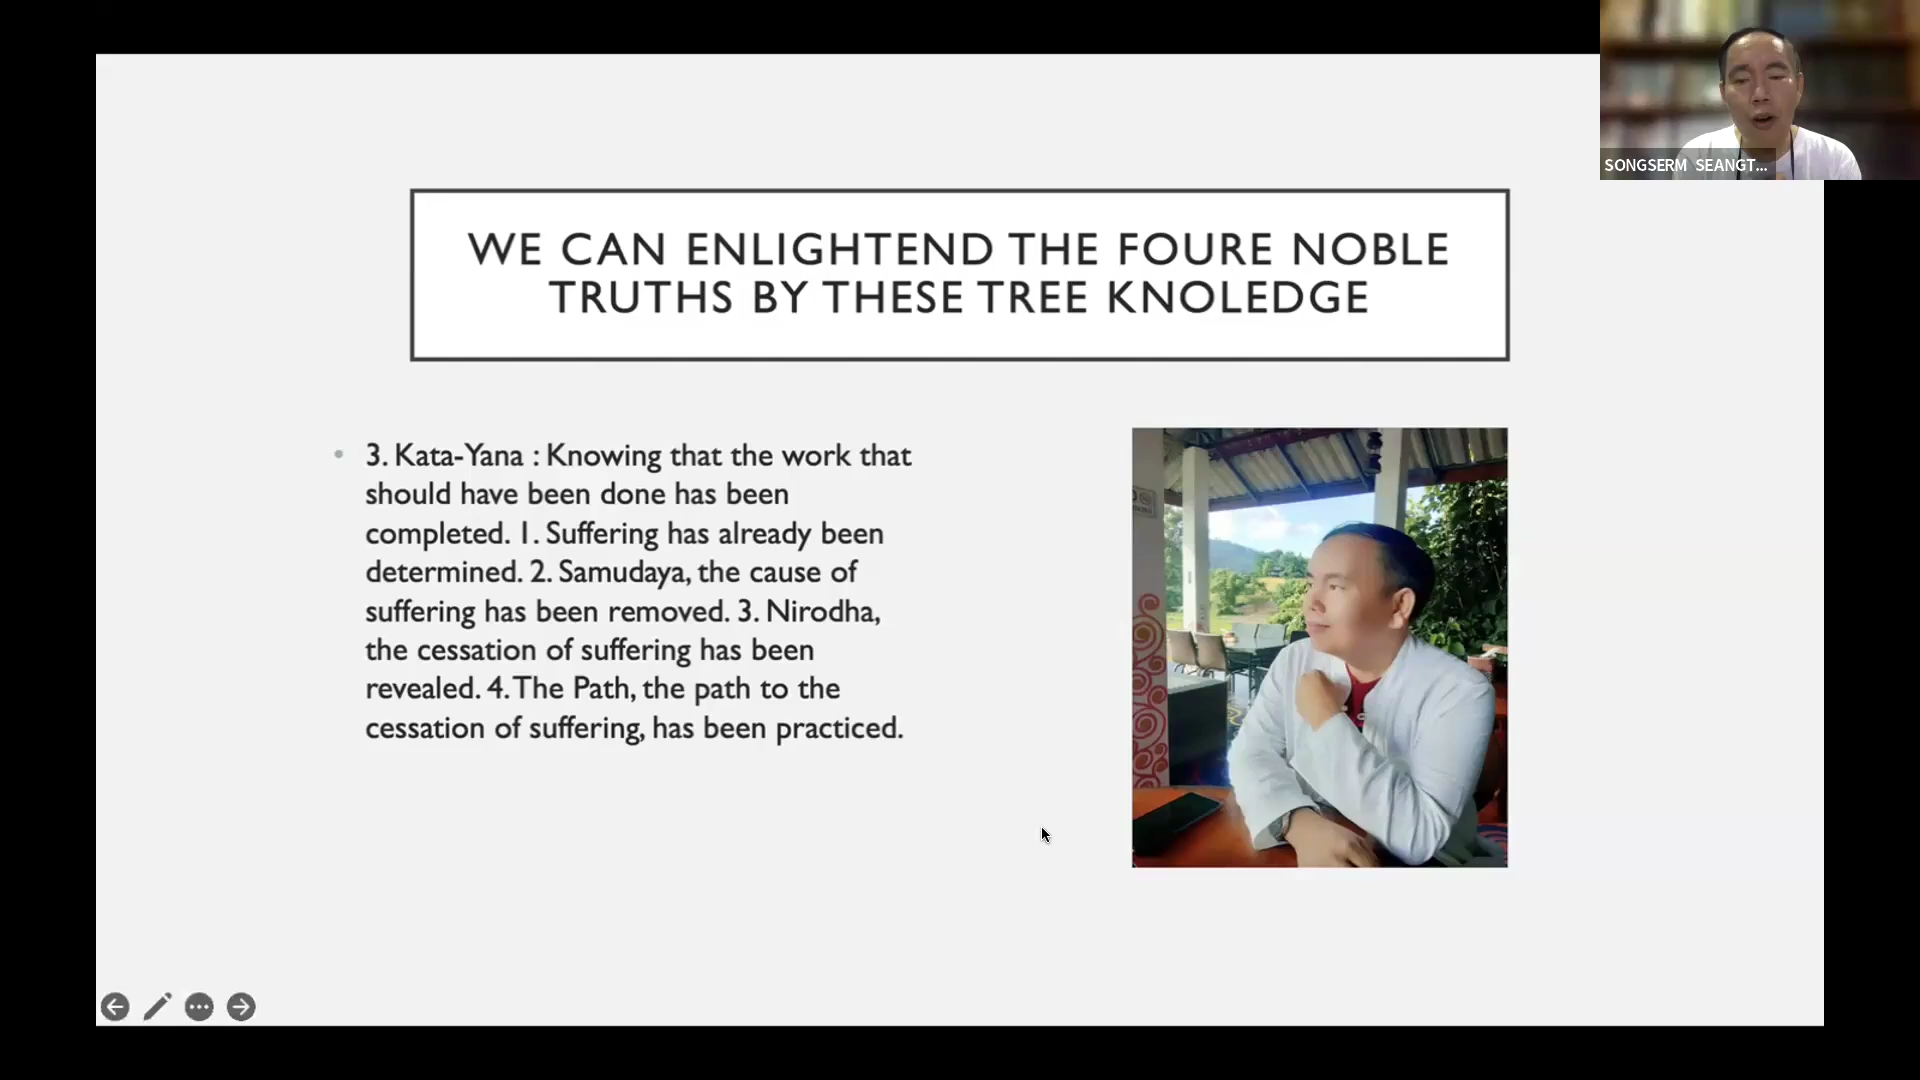 SONGSERM SEANGT...
WE CAN ENLIGHTEND THE FOURE NOBLE
TRUTHS BY THESE TREE KNOLEDGE
• 3. Kata-Yana : Knowing that the work that
should have been done has been
completed. 1. Suffering has already been
determined. 2. Samudaya, the cause of
suffering has been removed. 3. Nirodha,
the cessation of suffering has been
revealed. 4. The Path, the path to the
cessation of suffering, has been practiced.